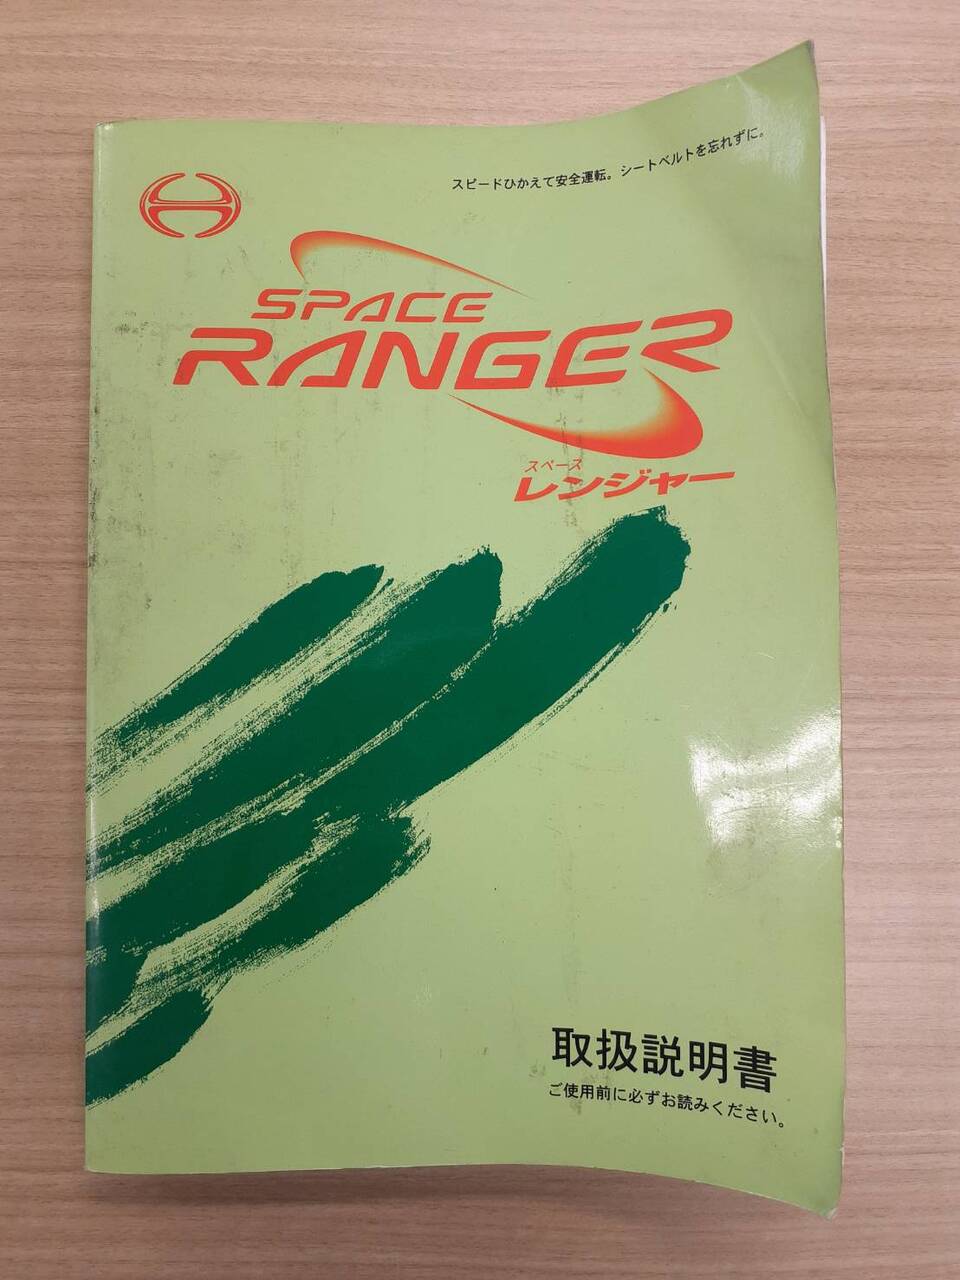 スピードひかえて安全運転。シートベルトを忘れずに。
SPACE
RANGER
スペース
レンジャー
取扱説明書
ご使用前に必ずお読みください。